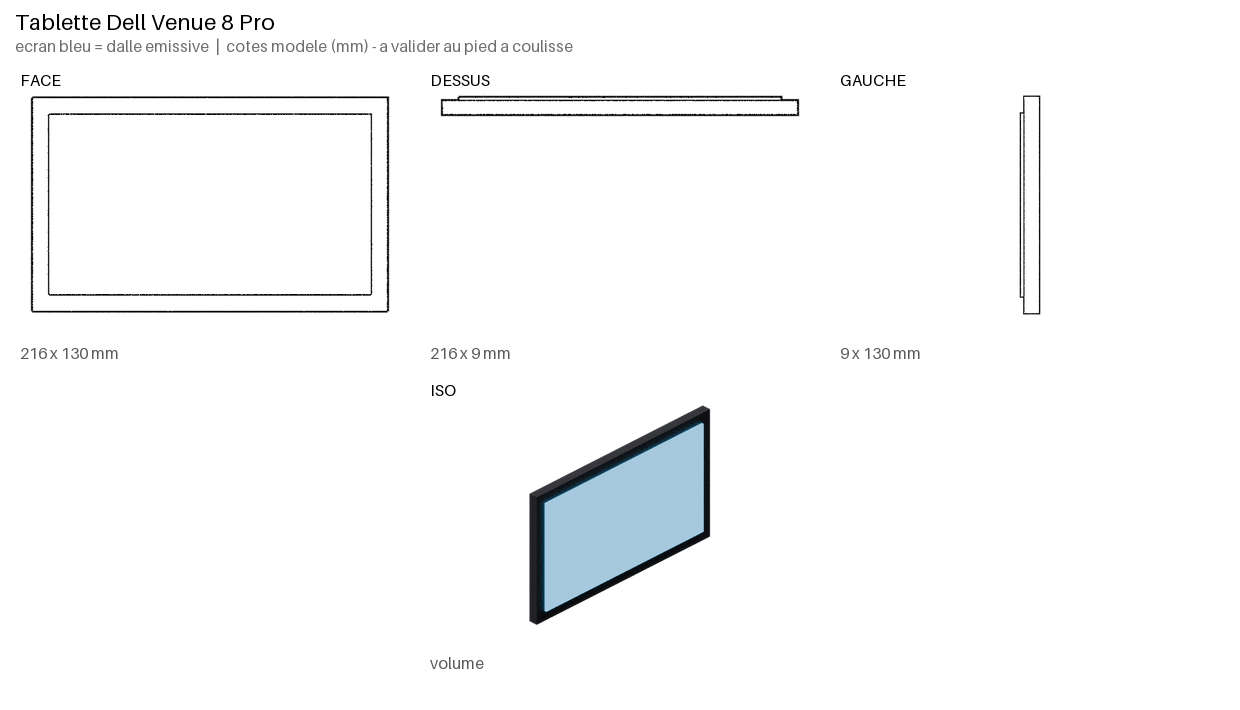 Tablette Dell Venue 8 Pro
ecran bleu = dalle emissive | cotes modele (mm) - a valider au pied a coulisse
FACE
DESSUS
GAUCHE
216 x 130 mm
216 x 9 mm
9 x 130 mm
ISO
volume